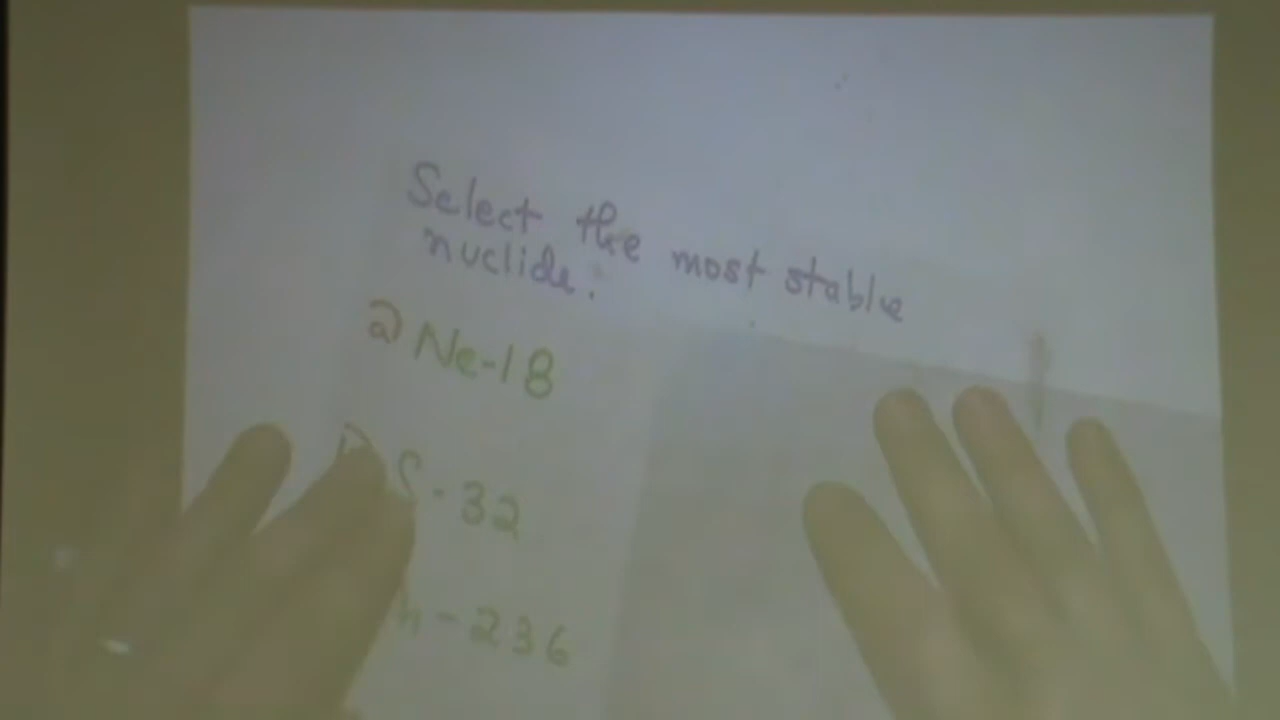 Select the most stable
nuclide.
a) Ne-18
b) S-32
h-236